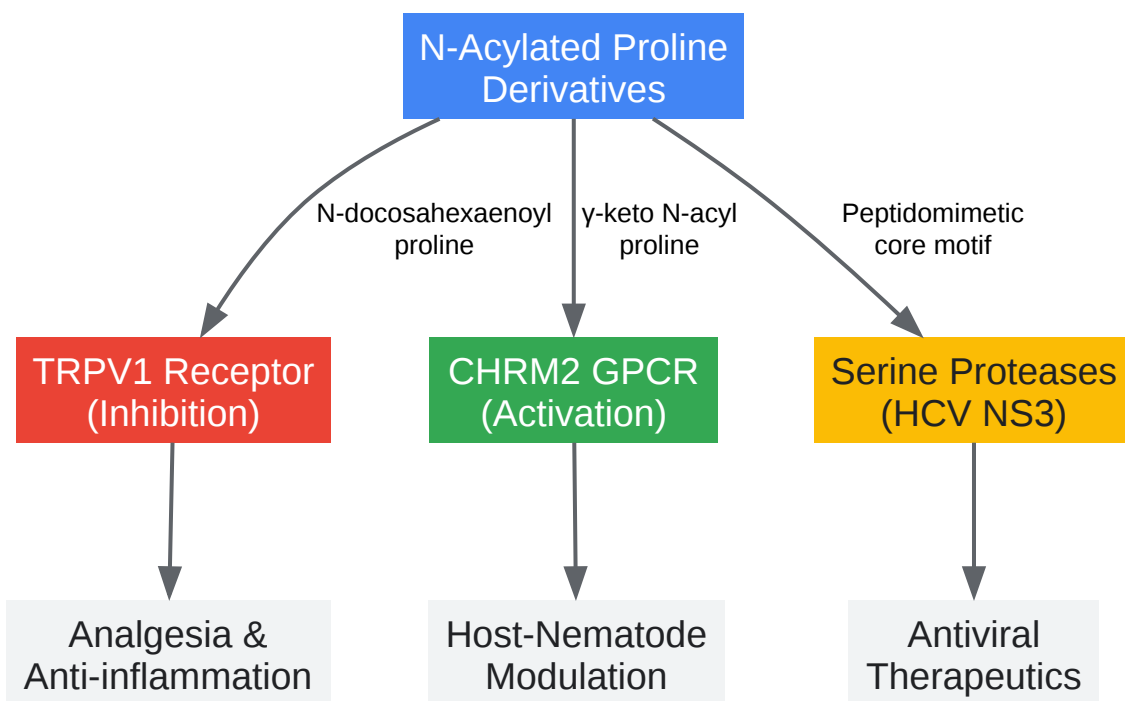 N-Acylated Proline
Derivatives
N-docosahexaenoyl
proline
γ-keto N-acyl
proline
Peptidomimetic
core motif
TRPV1 Receptor
(Inhibition)
CHRM2 GPCR
(Activation)
Serine Proteases
(HCV NS3)
Analgesia &
Anti-inflammation
Host-Nematode
Modulation
Antiviral
Therapeutics